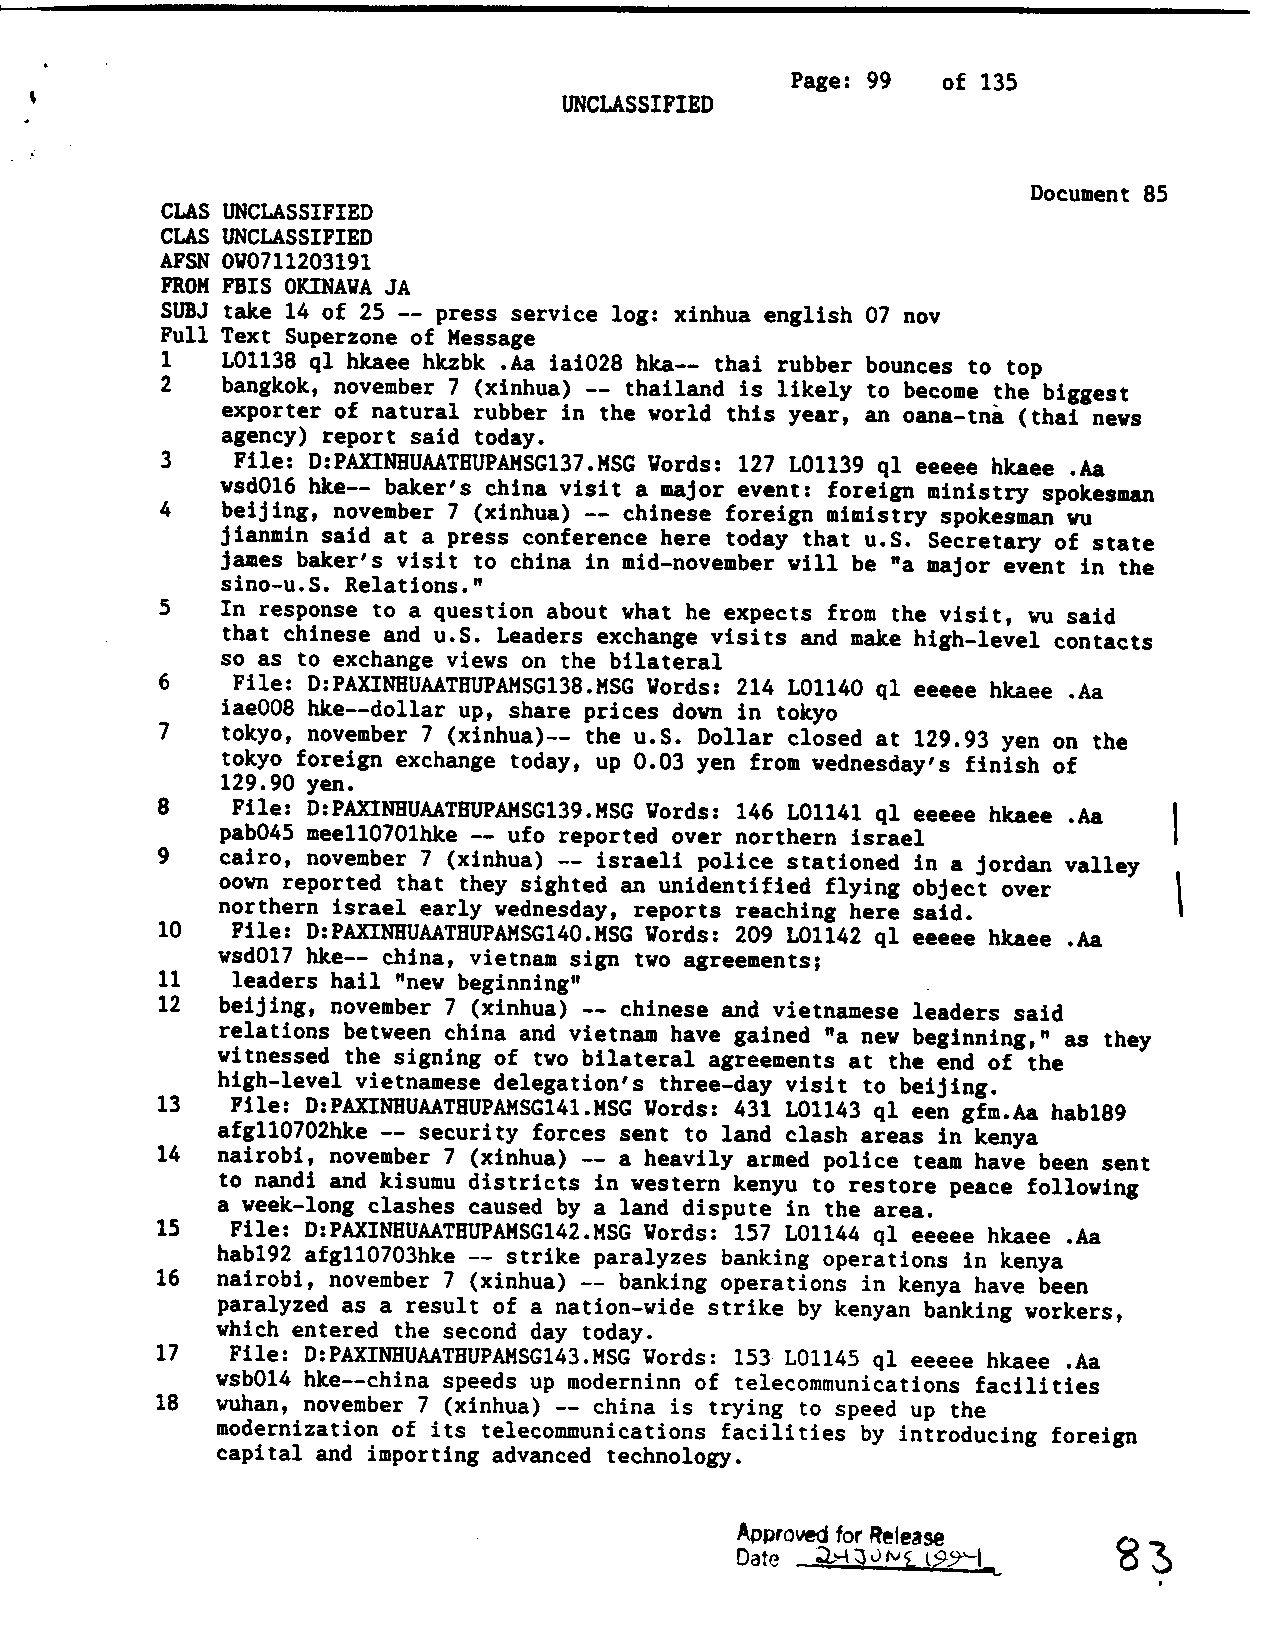 Page: 99 of 135
UNCLASSIFIED
Document 85
CLAS UNCLASSIFIED
CLAS UNCLASSIFIED
AFSN OW0711203191
FROM FBIS OKINAWA JA
SUBJ take 14 of 25 -- press service log: xinhua english 07 nov
Full Text Superzone of Message
1 L01138 ql hkaee hkzbk .Aa iai028 hka-- thai rubber bounces to top
2 bangkok, november 7 (xinhua) -- thailand is likely to become the biggest
exporter of natural rubber in the world this year, an oana-tna (thai news
agency) report said today.
3 File: D:PAXINHUAATHUPAMSG137.MSG Words: 127 L01139 ql eeeee hkaee .Aa
wsd016 hke-- baker's china visit a major event: foreign ministry spokesman
4 beijing, november 7 (xinhua) -- chinese foreign mimistry spokesman wu
jianmin said at a press conference here today that u.S. Secretary of state
james baker's visit to china in mid-november will be "a major event in the
sino-u.S. Relations."
5 In response to a question about what he expects from the visit, wu said
that chinese and u.S. Leaders exchange visits and make high-level contacts
so as to exchange views on the bilateral
6 File: D:PAXINHUAATHUPAMSG138.MSG Words: 214 L01140 ql eeeee hkaee .Aa
iae008 hke--dollar up, share prices down in tokyo
7 tokyo, november 7 (xinhua)-- the u.S. Dollar closed at 129.93 yen on the
tokyo foreign exchange today, up 0.03 yen from wednesday's finish of
129.90 yen.
8 File: D:PAXINHUAATHUPAMSG139.MSG Words: 146 L01141 ql eeeee hkaee .Aa
pab045 mee110701hke -- ufo reported over northern israel
9 cairo, november 7 (xinhua) -- israeli police stationed in a jordan valley
oown reported that they sighted an unidentified flying object over
northern israel early wednesday, reports reaching here said.
10 File: D:PAXINHUAATHUPAMSG140.MSG Words: 209 L01142 ql eeeee hkaee .Aa
wsd017 hke-- china, vietnam sign two agreements;
11 leaders hail "new beginning"
12 beijing, november 7 (xinhua) -- chinese and vietnamese leaders said
relations between china and vietnam have gained "a new beginning," as they
witnessed the signing of two bilateral agreements at the end of the
high-level vietnamese delegation's three-day visit to beijing.
13 File: D:PAXINHUAATHUPAMSG141.MSG Words: 431 L01143 ql een gfm.Aa hab189
afg110702hke -- security forces sent to land clash areas in kenya
14 nairobi, november 7 (xinhua) -- a heavily armed police team have been sent
to nandi and kisumu districts in western kenyu to restore peace following
a week-long clashes caused by a land dispute in the area.
15 File: D:PAXINHUAATHUPAMSG142.MSG Words: 157 L01144 ql eeeee hkaee .Aa
hab192 afg110703hke -- strike paralyzes banking operations in kenya
16 nairobi, november 7 (xinhua) -- banking operations in kenya have been
paralyzed as a result of a nation-wide strike by kenyan banking workers,
which entered the second day today.
17 File: D:PAXINHUAATHUPAMSG143.MSG Words: 153 L01145 ql eeeee hkaee .Aa
wsb014 hke--china speeds up moderninn of telecommunications facilities
18 wuhan, november 7 (xinhua) -- china is trying to speed up the
modernization of its telecommunications facilities by introducing foreign
capital and importing advanced technology.
Approved for Release
Date 24 JUNE 1994
83